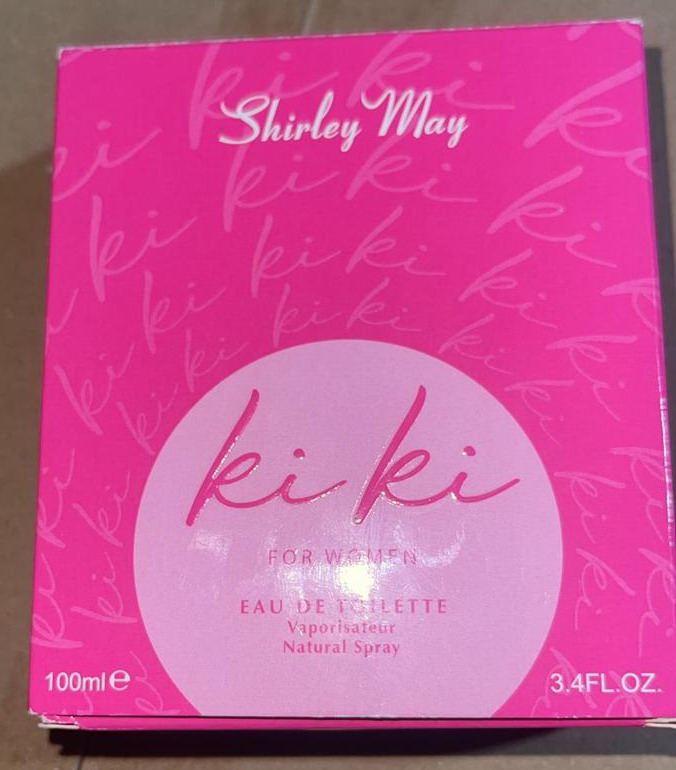 Shirley May
ki ki
FOR WOMEN
EAU DE TOILETTE
Vaporisateur
Natural Spray
100ml e
3.4FL.OZ.